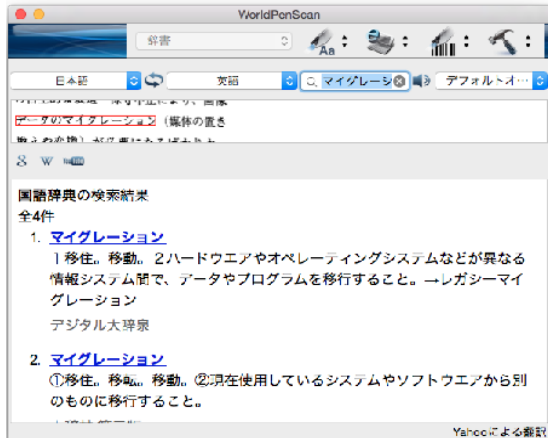 WorldPenScan
辞書
Aa
日本語
英語
マイグレーシ
デフォルトオ…
データのマイグレーション（媒体の置き
8 W
国語辞典の検索結果
全4件
1. マイグレーション
1 移住。移動。2ハードウエアやオペレーティングシステムなどが異なる
情報システム間で、データやプログラムを移行すること。→レガシーマイ
グレーション
デジタル大辞泉
2. マイグレーション
①移住。移転。移動。②現在使用しているシステムやソフトウエアから別
のものに移行すること。
Yahooによる翻訳